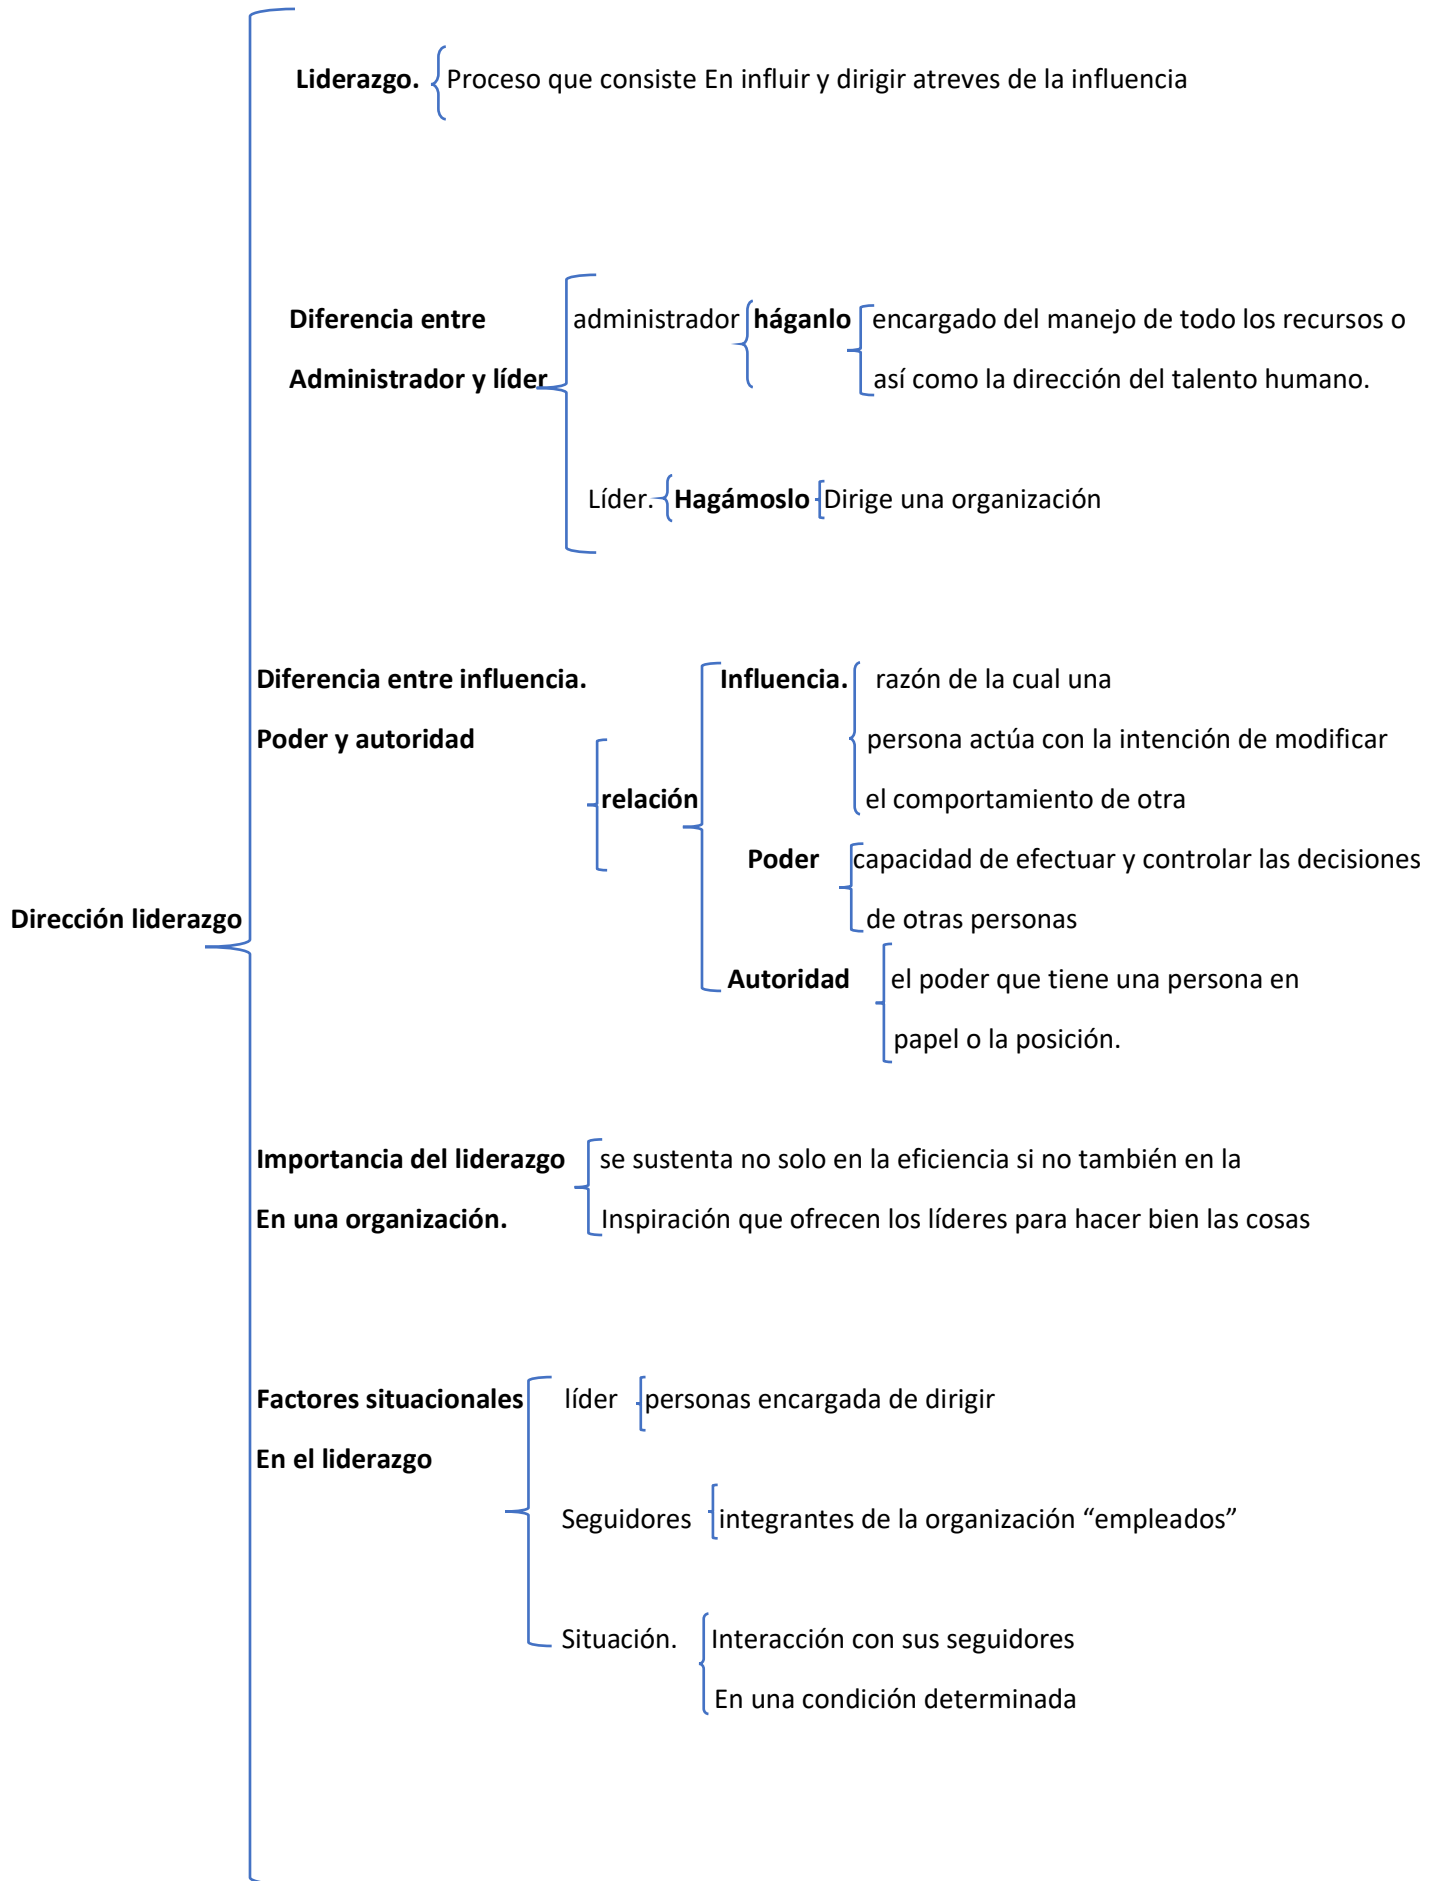 Liderazgo. Proceso que consiste En influir y dirigir atreves de la influencia
Diferencia entre administrador háganlo encargado del manejo de todo los recursos o
Administrador y líder así como la dirección del talento humano.
Líder. Hagámoslo Dirige una organización
Diferencia entre influencia. Influencia. razón de la cual una
Poder y autoridad persona actúa con la intención de modificar
relación el comportamiento de otra
Poder capacidad de efectuar y controlar las decisiones
Dirección liderazgo de otras personas
Autoridad el poder que tiene una persona en
papel o la posición.
Importancia del liderazgo se sustenta no solo en la eficiencia si no también en la
En una organización. Inspiración que ofrecen los líderes para hacer bien las cosas
Factores situacionales líder personas encargada de dirigir
En el liderazgo
Seguidores integrantes de la organización “empleados”
Situación. Interacción con sus seguidores
En una condición determinada